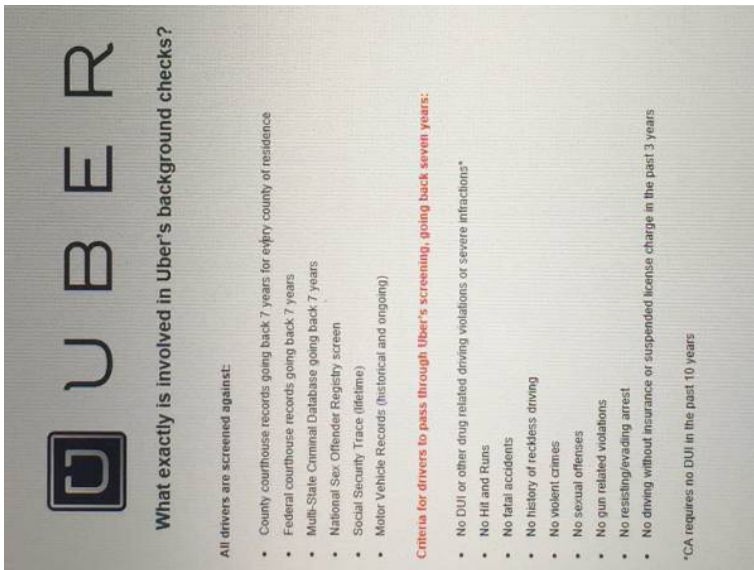 U B E R
What exactly is involved in Uber's background checks?
All drivers are screened against:
• County courthouse records going back 7 years for every county of residence
• Federal courthouse records going back 7 years
• Multi-State Criminal Database going back 7 years
• National Sex Offender Registry screen
• Social Security Trace (lifetime)
• Motor Vehicle Records (historical and ongoing)
Criteria for drivers to pass through Uber's screening, going back seven years:
• No DUI or other drug related driving violations or severe infractions*
• No Hit and Runs
• No fatal accidents
• No history of reckless driving
• No violent crimes
• No sexual offenses
• No gun related violations
• No resisting/evading arrest
• No driving without insurance or suspended license charge in the past 3 years
*CA requires no DUI in the past 10 years